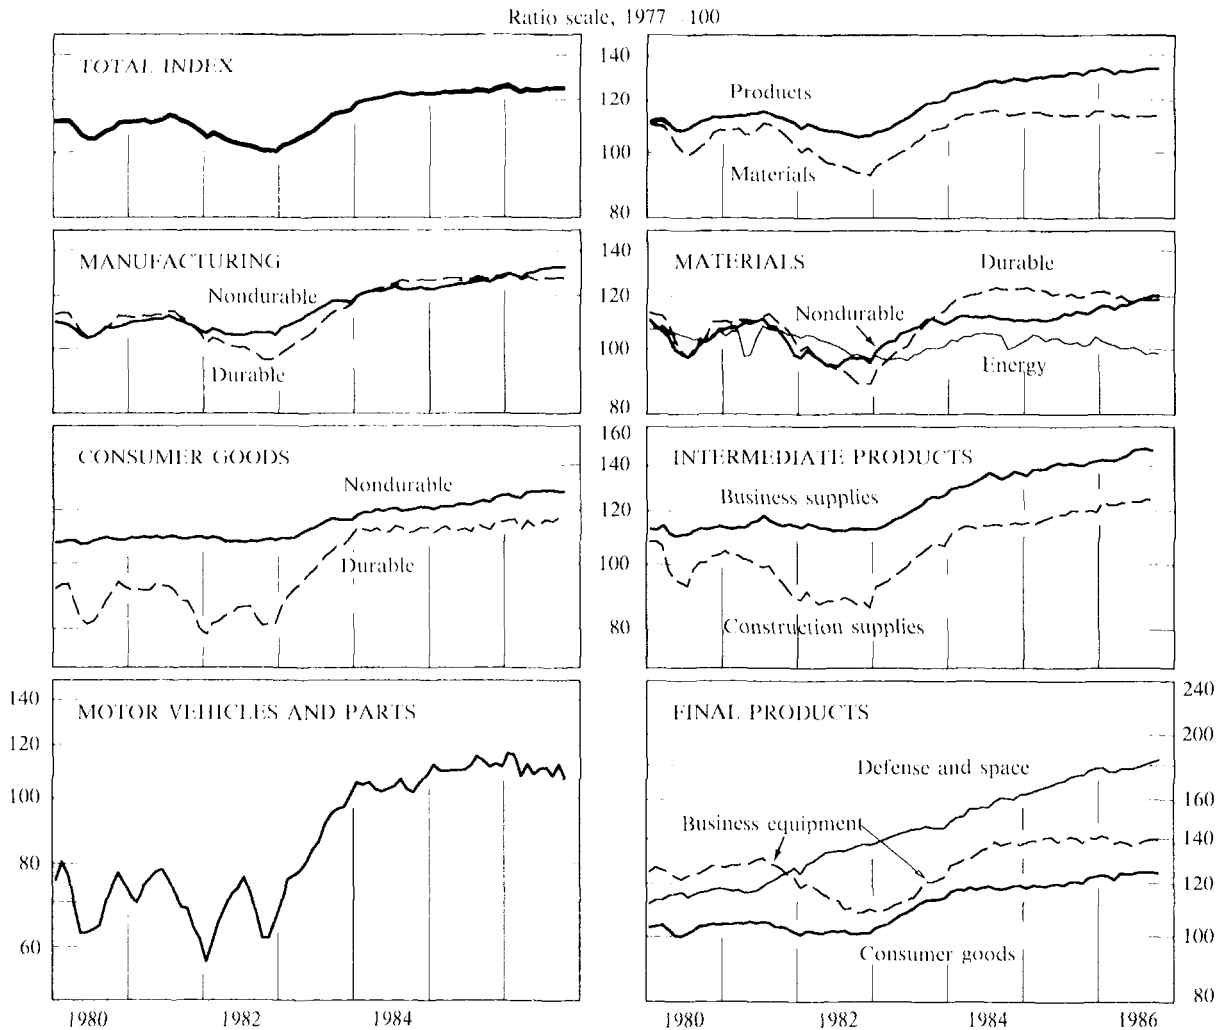 Ratio scale, 1977 100
TOTAL INDEX
140
120
100
80
Products
Materials
MANUFACTURING
Nondurable
Durable
140
120
100
80
MATERIALS
Durable
Nondurable
Energy
CONSUMER GOODS
Nondurable
Durable
160
140
120
100
80
INTERMEDIATE PRODUCTS
Business supplies
Construction supplies
140
120
100
80
60
MOTOR VEHICLES AND PARTS
FINAL PRODUCTS
Defense and space
Business equipment
Consumer goods
240
200
160
140
120
100
80
1980 1982 1984
1980 1982 1984 1986